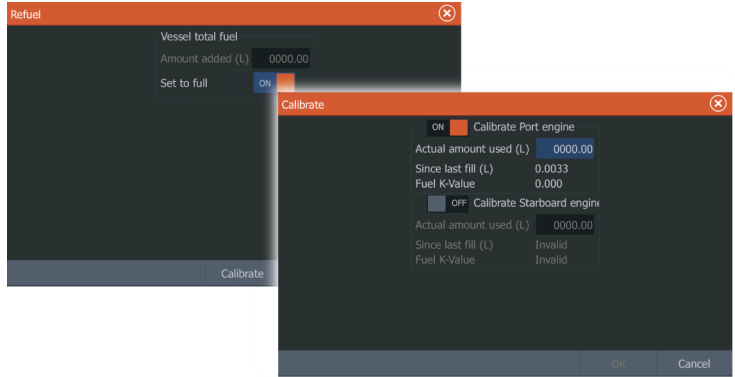 Refuel
Vessel total fuel
Amount added (L) 0000.00
Set to full ON
Calibrate
Calibrate
ON Calibrate Port engine
Actual amount used (L) 0000.00
Since last fill (L) 0.0033
Fuel K-Value 0.000
OFF Calibrate Starboard engine
Actual amount used (L) 0000.00
Since last fill (L) Invalid
Fuel K-Value Invalid
OK Cancel